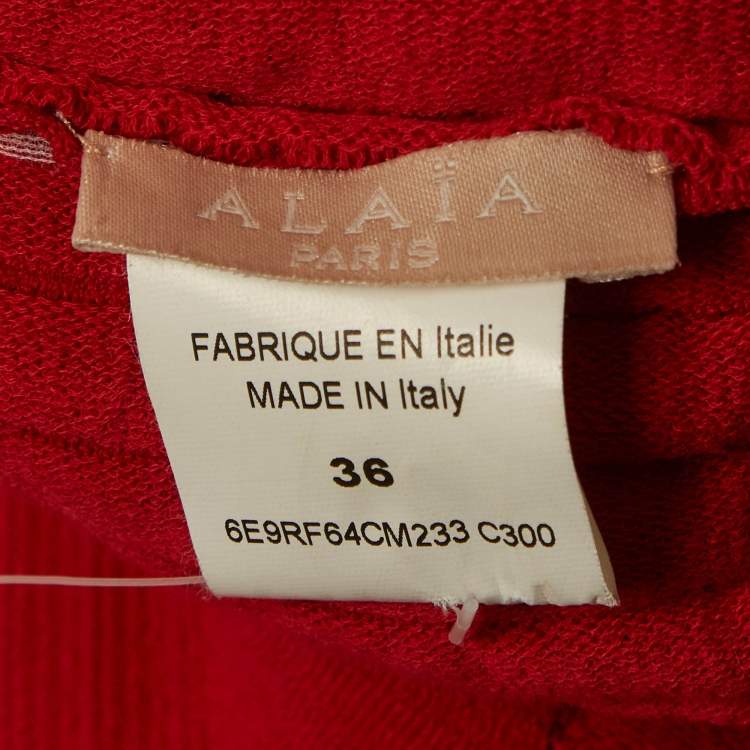 ALAÏA
PARIS
FABRIQUE EN Italie
MADE IN Italy
36
6E9RF64CM233 C300